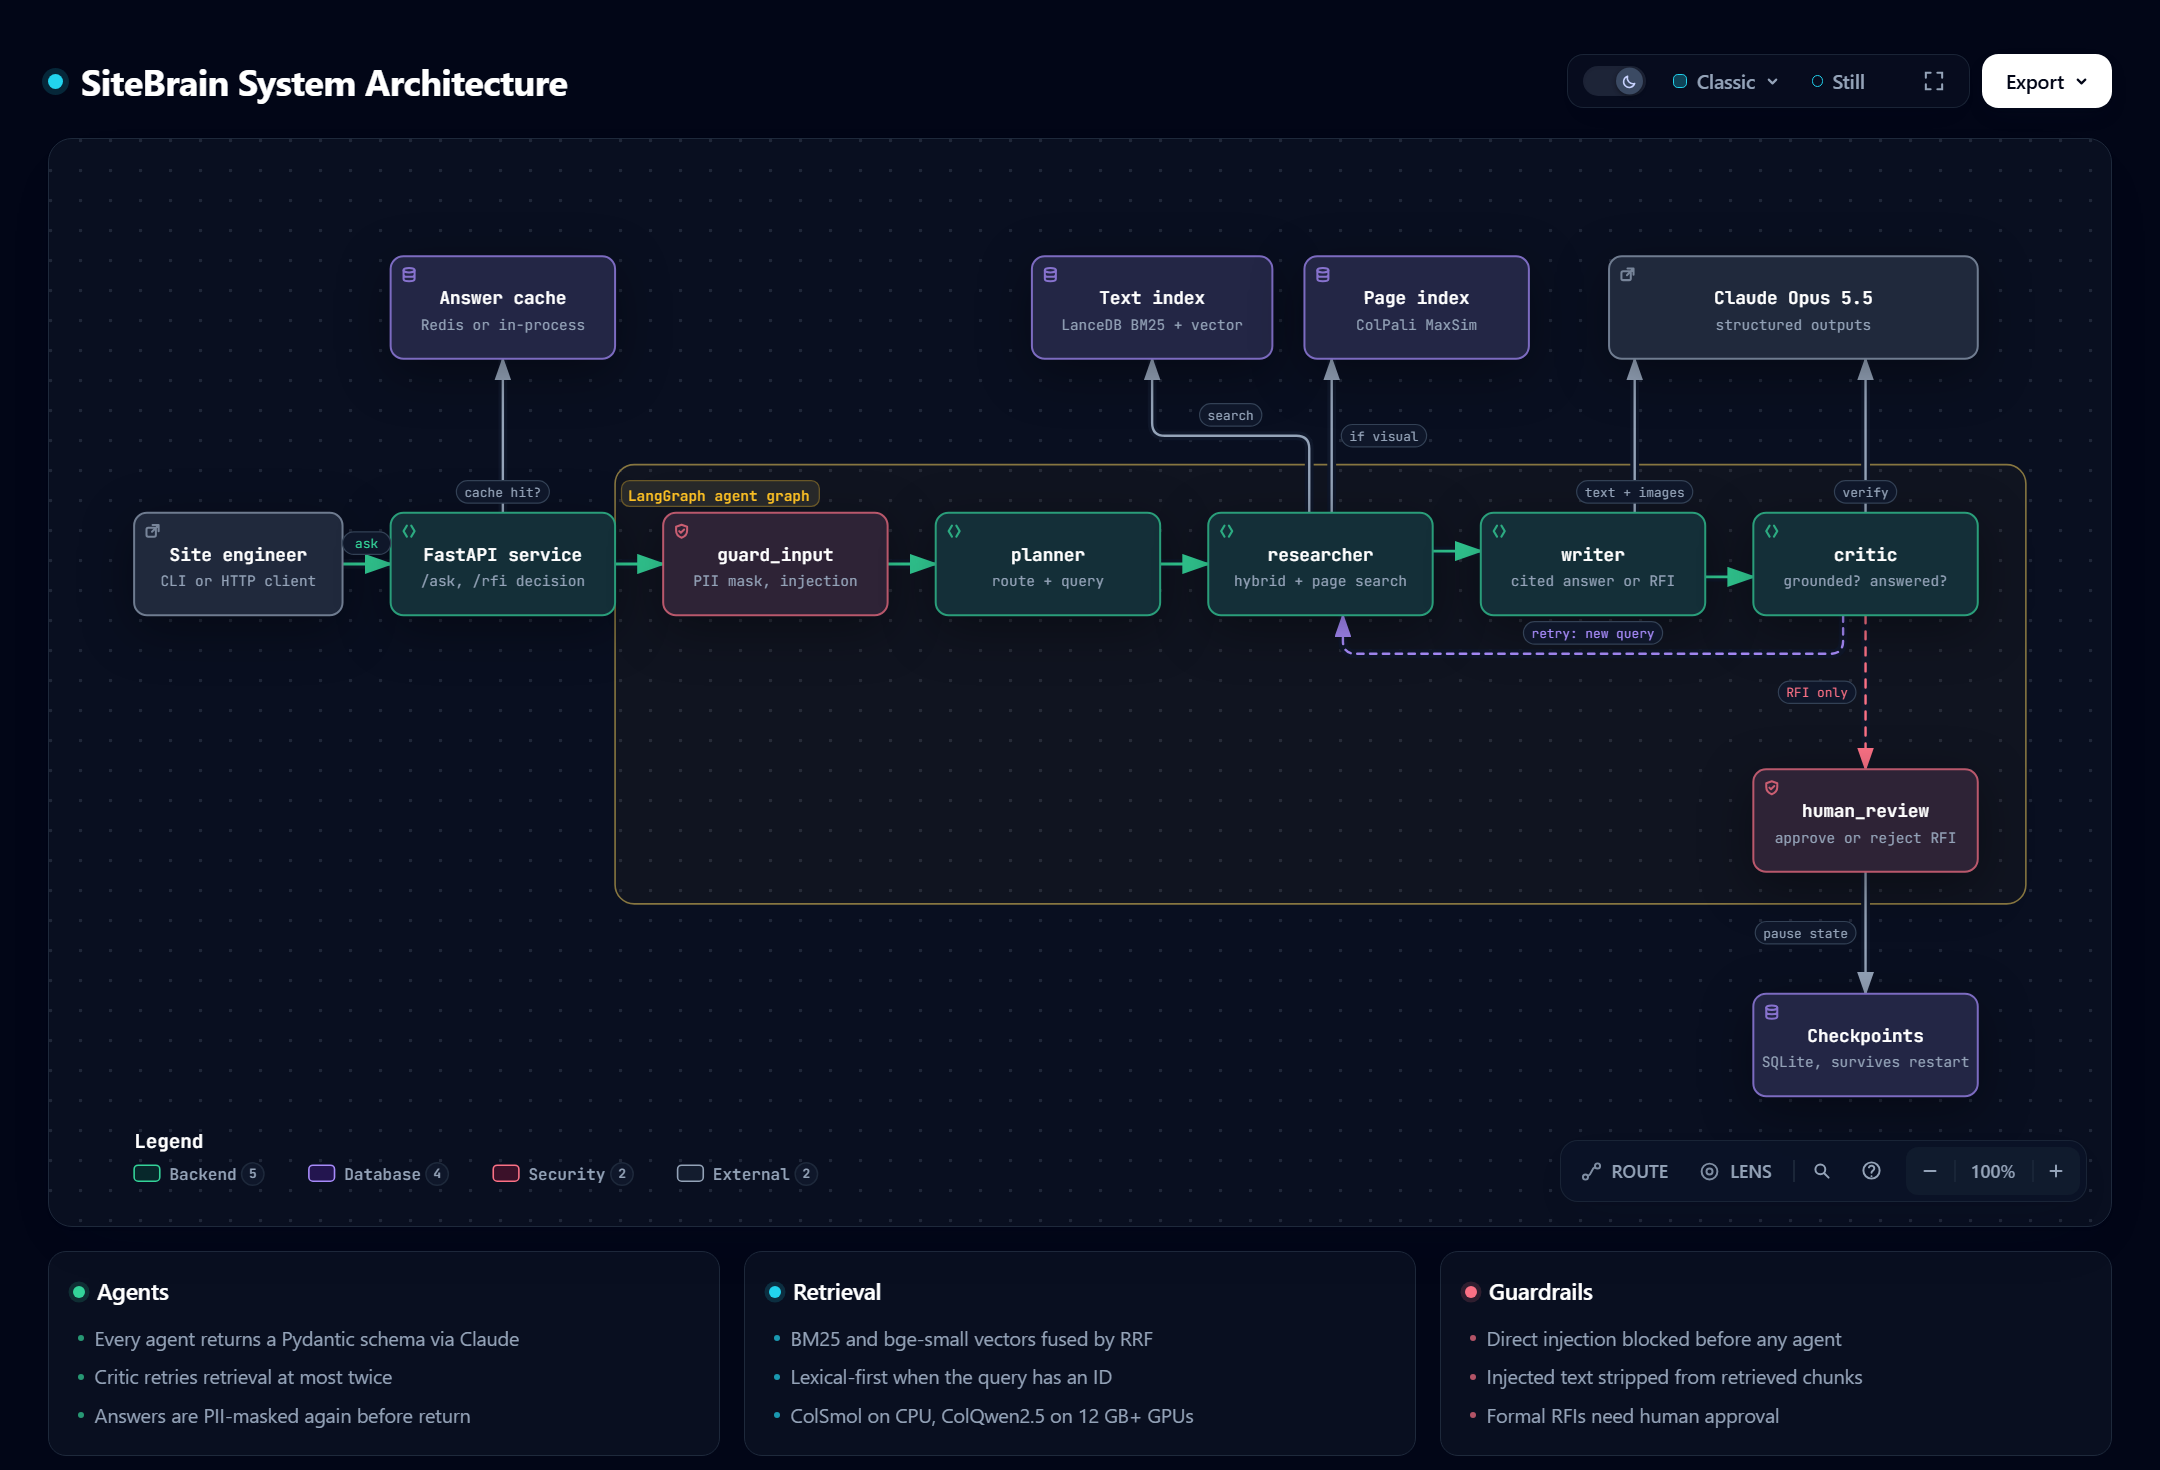 SiteBrain System Architecture
Classic
Still
Export
Answer cache
Redis or in-process
Text index
LanceDB BM25 + vector
Page index
ColPali MaxSim
Claude Opus 5.5
structured outputs
search
if visual
cache hit?
LangGraph agent graph
text + images
verify
ask
Site engineer
CLI or HTTP client
FastAPI service
/ask, /rfi decision
guard_input
PII mask, injection
planner
route + query
researcher
hybrid + page search
writer
cited answer or RFI
critic
grounded? answered?
retry: new query
RFI only
human_review
approve or reject RFI
pause state
Checkpoints
SQLite, survives restart
Legend
Backend 5
Database 4
Security 2
External 2
ROUTE
LENS
100%
Agents
Every agent returns a Pydantic schema via Claude
Critic retries retrieval at most twice
Answers are PII-masked again before return
Retrieval
BM25 and bge-small vectors fused by RRF
Lexical-first when the query has an ID
ColSmol on CPU, ColQwen2.5 on 12 GB+ GPUs
Guardrails
Direct injection blocked before any agent
Injected text stripped from retrieved chunks
Formal RFIs need human approval